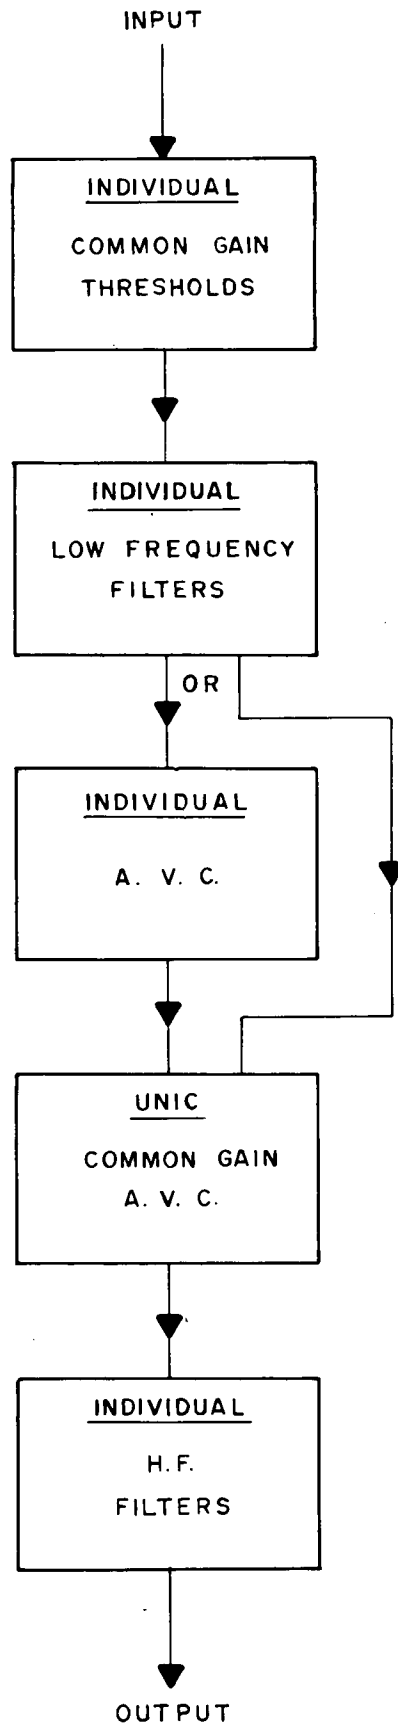 INPUT
INDIVIDUAL
COMMON GAIN
THRESHOLDS
INDIVIDUAL
LOW FREQUENCY
FILTERS
OR
INDIVIDUAL
A. V. C.
UNIC
COMMON GAIN
A. V. C.
INDIVIDUAL
H.F.
FILTERS
OUTPUT